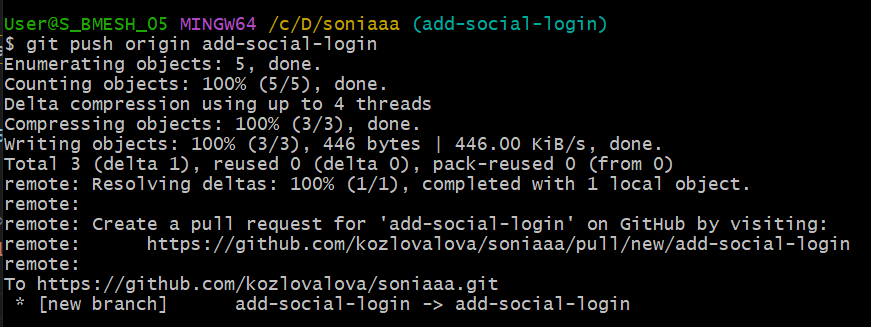 User@S_BMESH_05 MINGW64 /c/D/soniaaa (add-social-login)
$ git push origin add-social-login
Enumerating objects: 5, done.
Counting objects: 100% (5/5), done.
Delta compression using up to 4 threads
Compressing objects: 100% (3/3), done.
Writing objects: 100% (3/3), 446 bytes | 446.00 KiB/s, done.
Total 3 (delta 1), reused 0 (delta 0), pack-reused 0 (from 0)
remote: Resolving deltas: 100% (1/1), completed with 1 local object.
remote:
remote: Create a pull request for 'add-social-login' on GitHub by visiting:
remote:      https://github.com/kozlovalova/soniaaa/pull/new/add-social-login
remote:
To https://github.com/kozlovalova/soniaaa.git
 * [new branch]      add-social-login -> add-social-login